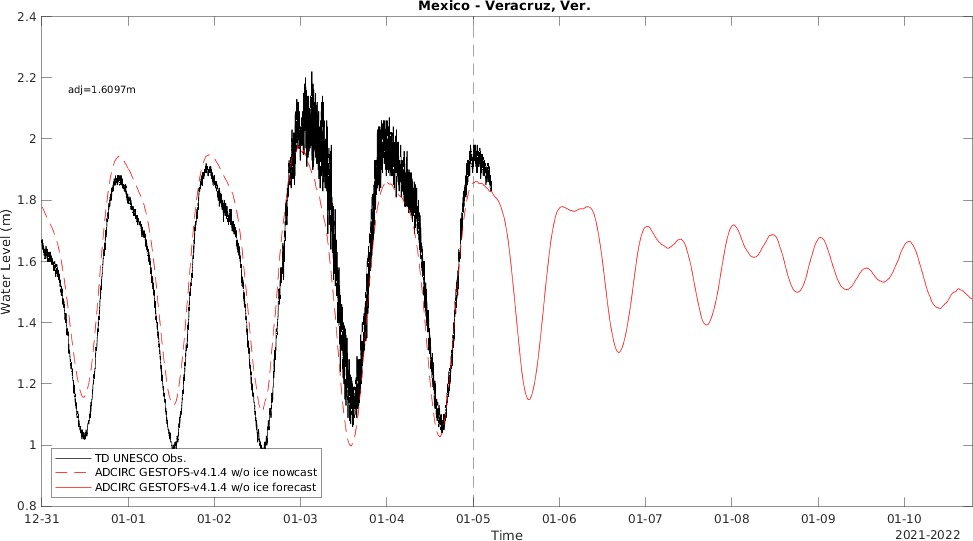 Mexico - Veracruz, Ver.
2.4
2.2
adj=1.6097m
2
1.8
1.6
1.4
1.2
1
0.8
Water Level (m)
TD UNESCO Obs.
ADCIRC GESTOFS-v4.1.4 w/o ice nowcast
ADCIRC GESTOFS-v4.1.4 w/o ice forecast
12-31 01-01 01-02 01-03 01-04 01-05 01-06 01-07 01-08 01-09 01-10
Time
2021-2022